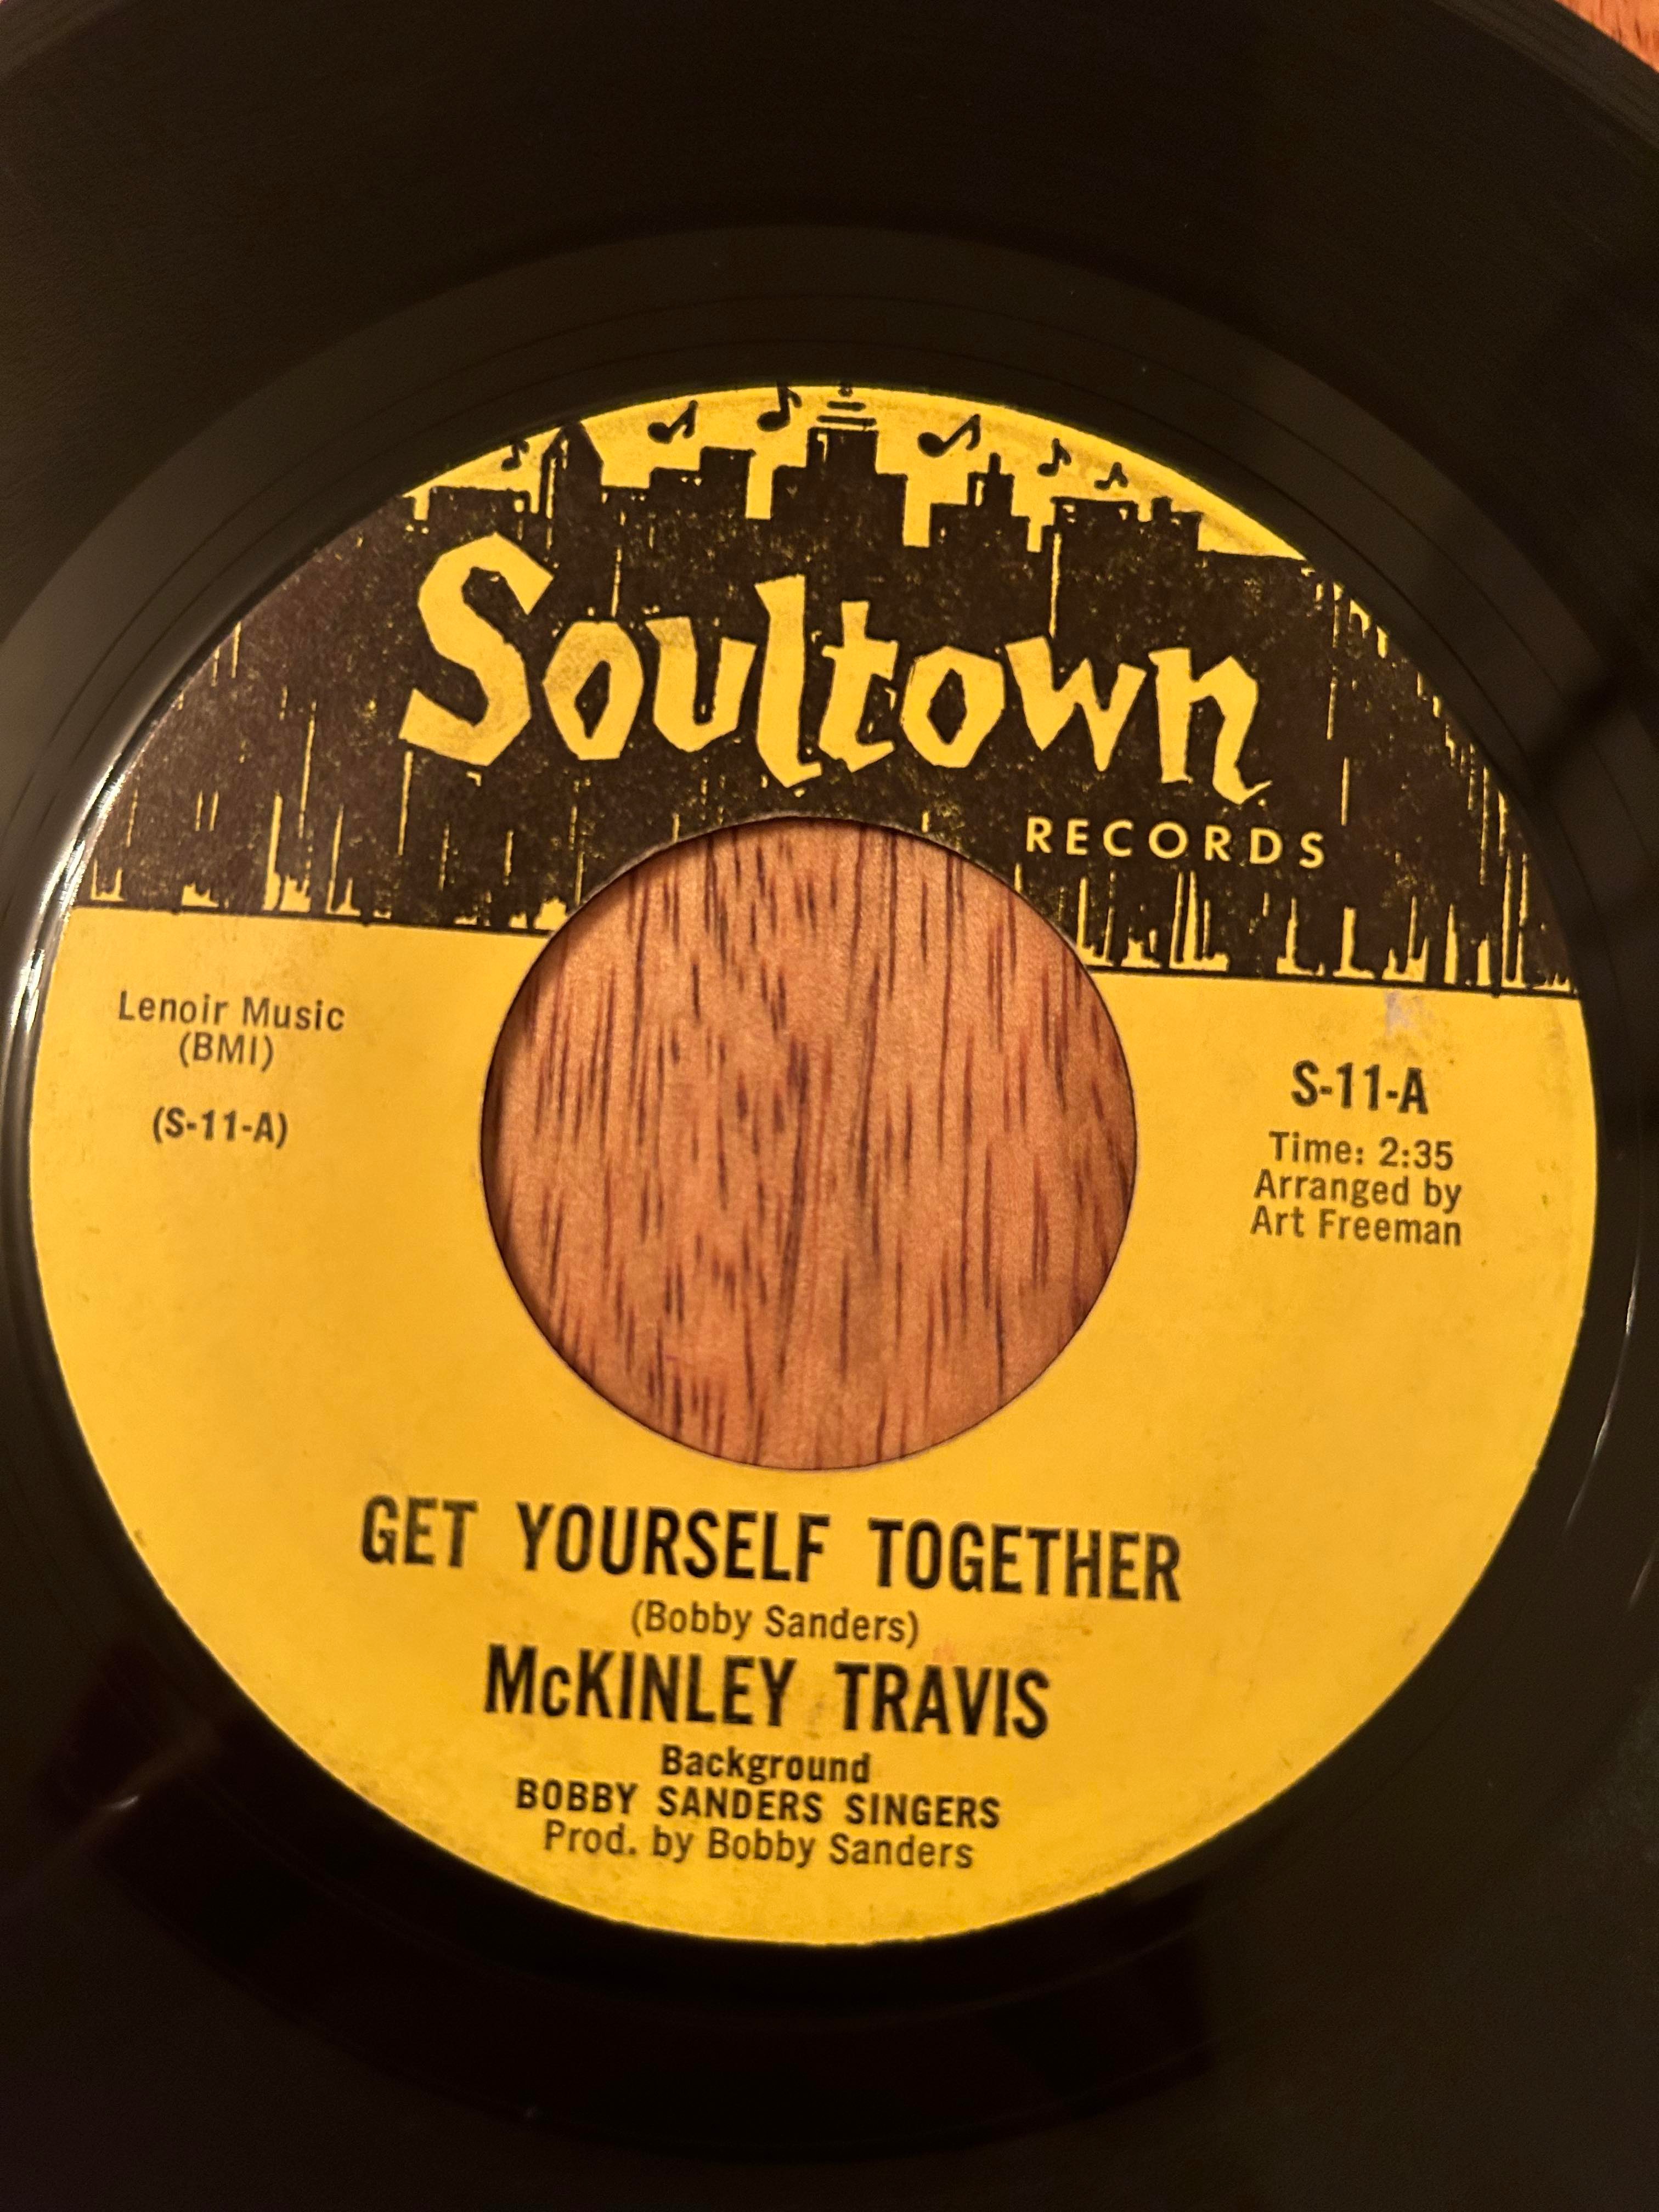 Soultown
RECORDS
Lenoir Music
(BMI)
(S-11-A)
S-11-A
Time: 2:35
Arranged by
Art Freeman
GET YOURSELF TOGETHER
(Bobby Sanders)
McKINLEY TRAVIS
Background
BOBBY SANDERS SINGERS
Prod. by Bobby Sanders